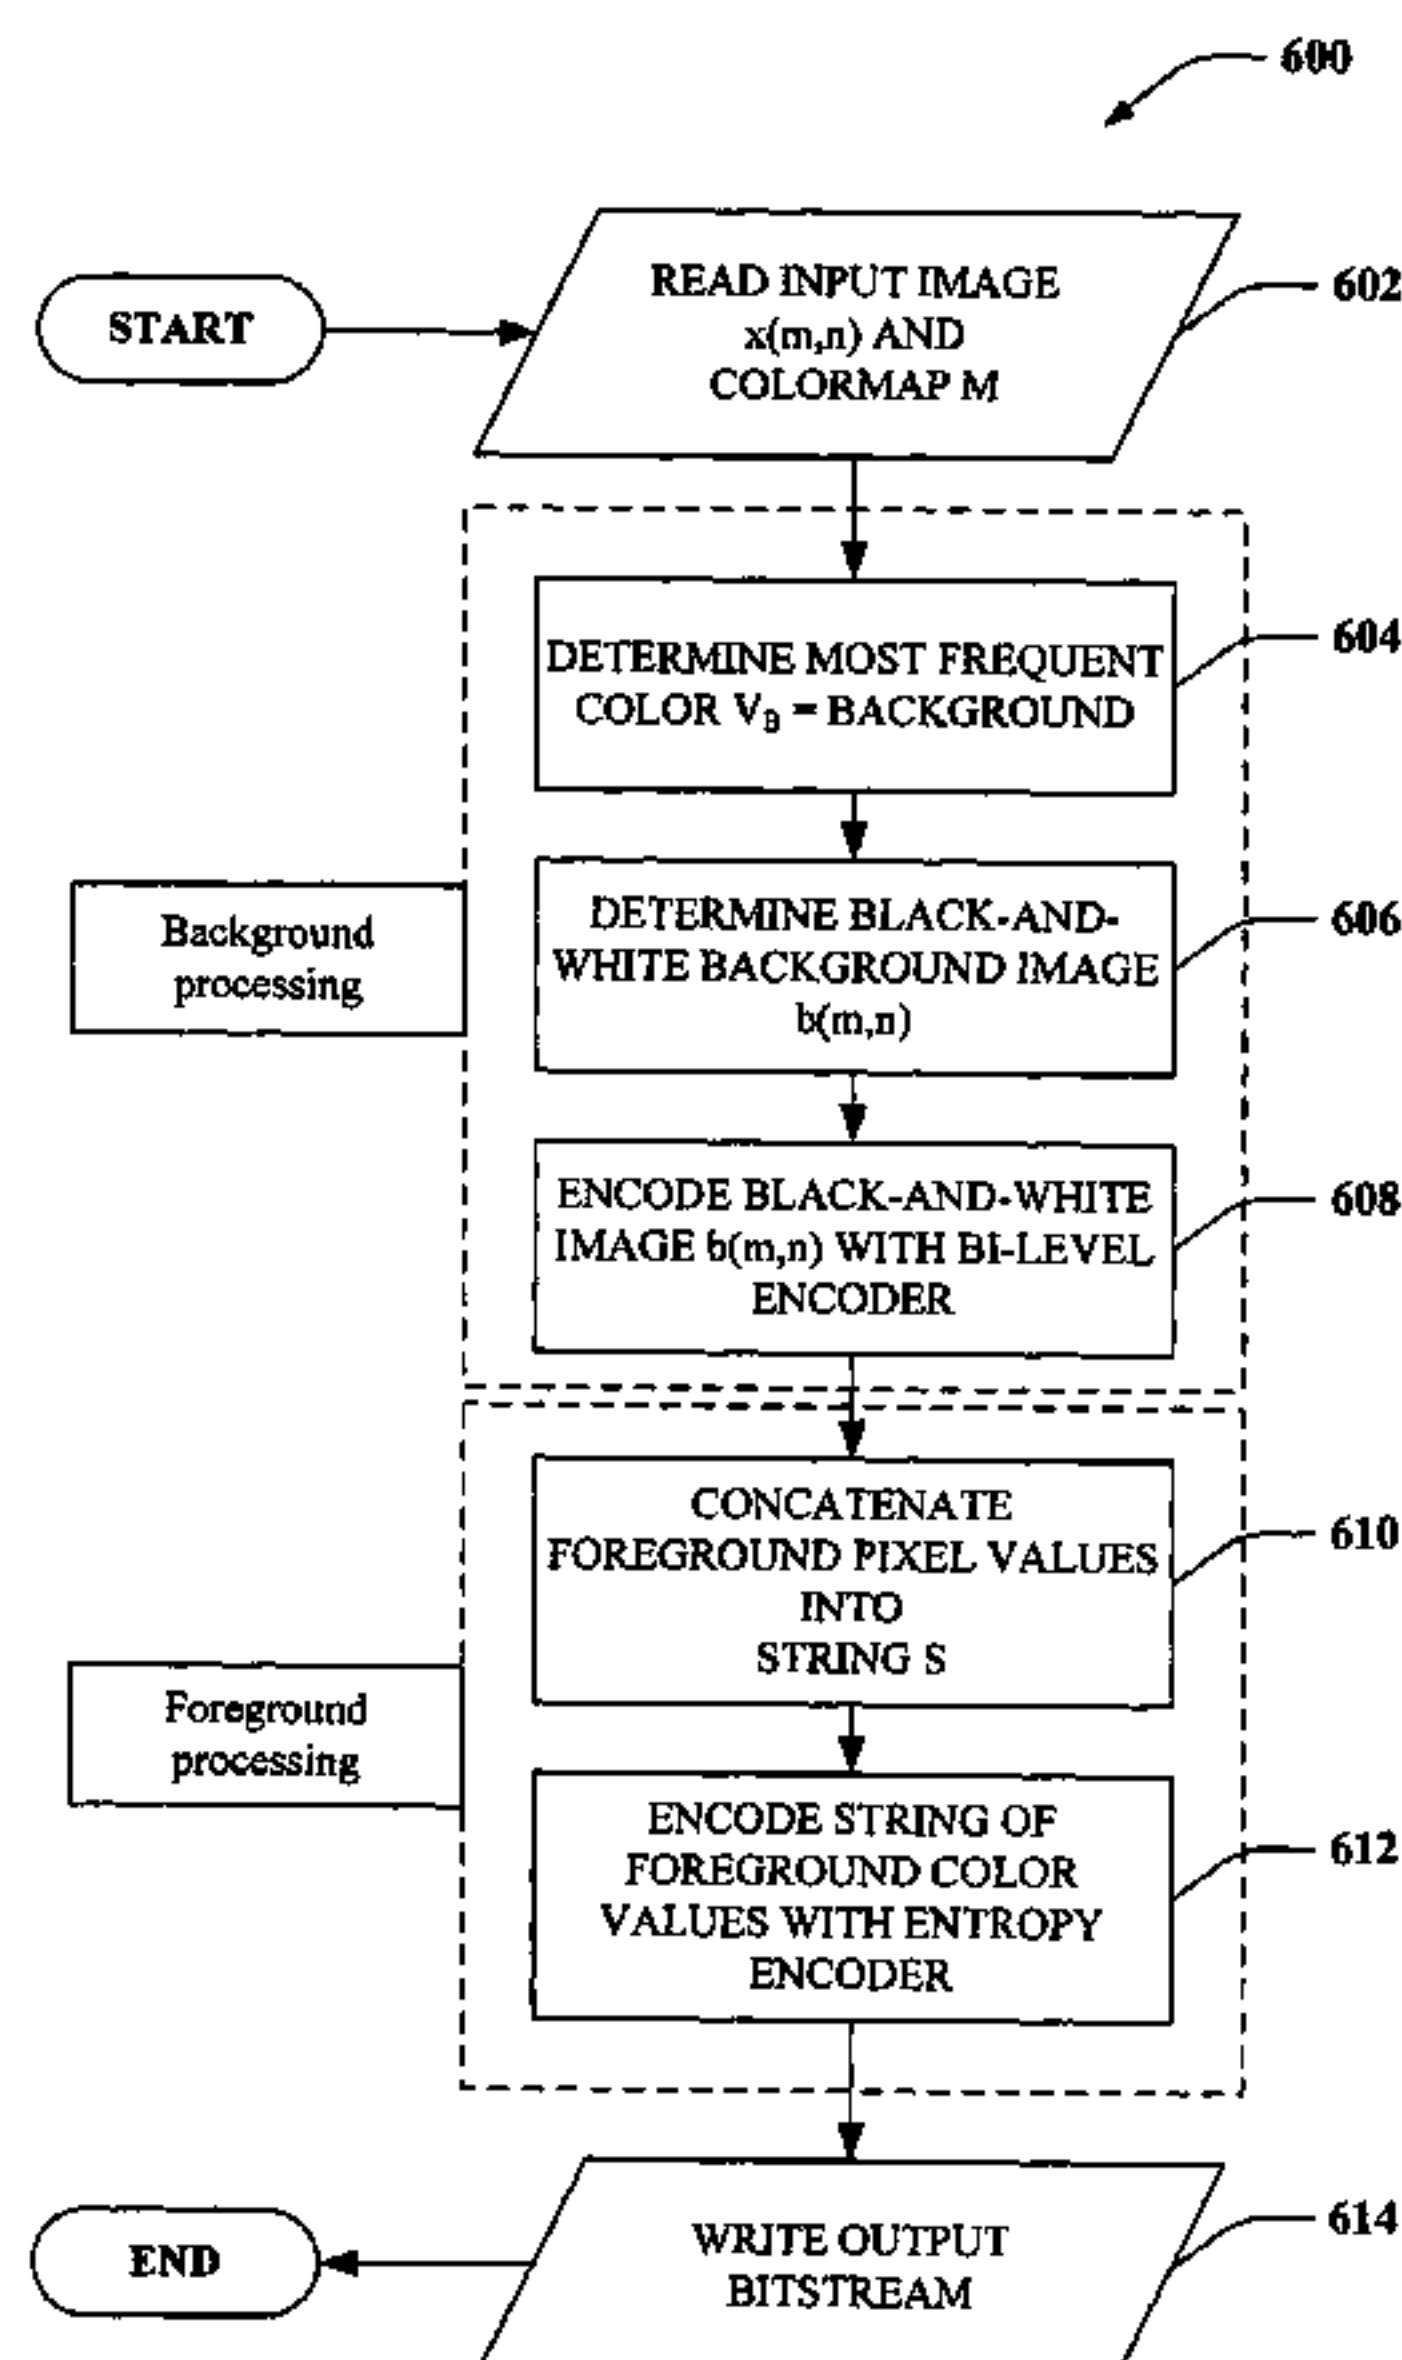 600
START
READ INPUT IMAGE
x(m,n) AND
COLORMAP M
602
DETERMINE MOST FREQUENT
COLOR V_B = BACKGROUND
604
Background
processing
DETERMINE BLACK-AND-
WHITE BACKGROUND IMAGE
b(m,n)
606
ENCODE BLACK-AND-WHITE
IMAGE b(m,n) WITH BI-LEVEL
ENCODER
608
CONCATENATE
FOREGROUND PIXEL VALUES
INTO
STRING S
610
Foreground
processing
ENCODE STRING OF
FOREGROUND COLOR
VALUES WITH ENTROPY
ENCODER
612
WRITE OUTPUT
BITSTREAM
614
END